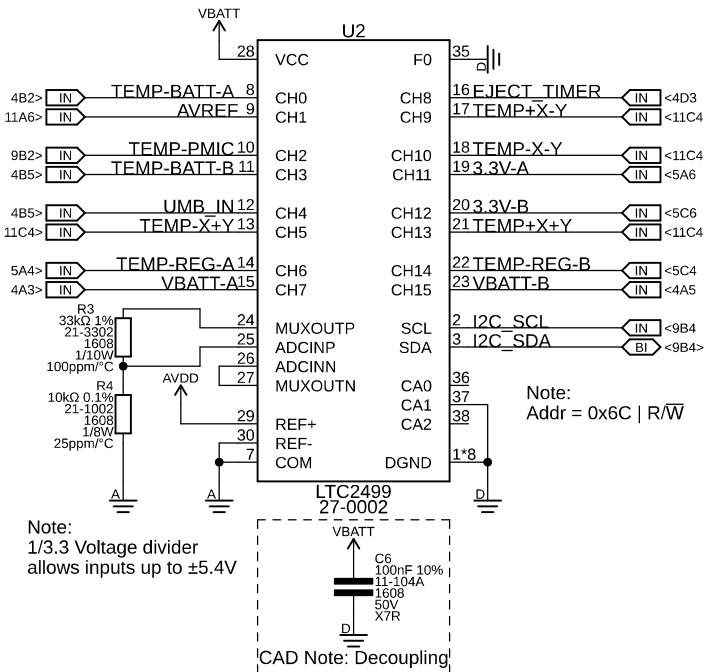 VBATT
U2
28 VCC F0 35 D
4B2> IN TEMP-BATT-A 8 CH0 CH8 16 EJECT_TIMER IN <4D3
11A6> IN AVREF 9 CH1 CH9 17 TEMP+X-Y IN <11C4
9B2> IN TEMP-PMIC 10 CH2 CH10 18 TEMP-X-Y IN <11C4
4B5> IN TEMP-BATT-B 11 CH3 CH11 19 3.3V-A IN <5A6
4B5> IN UMB_IN 12 CH4 CH12 20 3.3V-B IN <5C6
11C4> IN TEMP-X+Y 13 CH5 CH13 21 TEMP+X+Y IN <11C4
5A4> IN TEMP-REG-A 14 CH6 CH14 22 TEMP-REG-B IN <5C4
4A3> IN VBATT-A 15 CH7 CH15 23 VBATT-B IN <4A5
R3
33kΩ 1%
21-3302
1608
1/10W
100ppm/°C
24 MUXOUTP SCL 2 I2C_SCL IN <9B4
25 ADCINP SDA 3 I2C_SDA BI <9B4>
26 ADCINN
27 MUXOUTN CA0 36
CA1 37
R4
10kΩ 0.1%
21-1002
1608
1/8W
25ppm/°C
AVDD
29 REF+ CA2 38
30 REF-
7 COM DGND 1*8
A
A
D
Note:
Addr = 0x6C | R/W̅
LTC2499
27-0002
Note:
1/3.3 Voltage divider
allows inputs up to ±5.4V
VBATT
C6
100nF 10%
11-104A
1608
50V
X7R
D
CAD Note: Decoupling